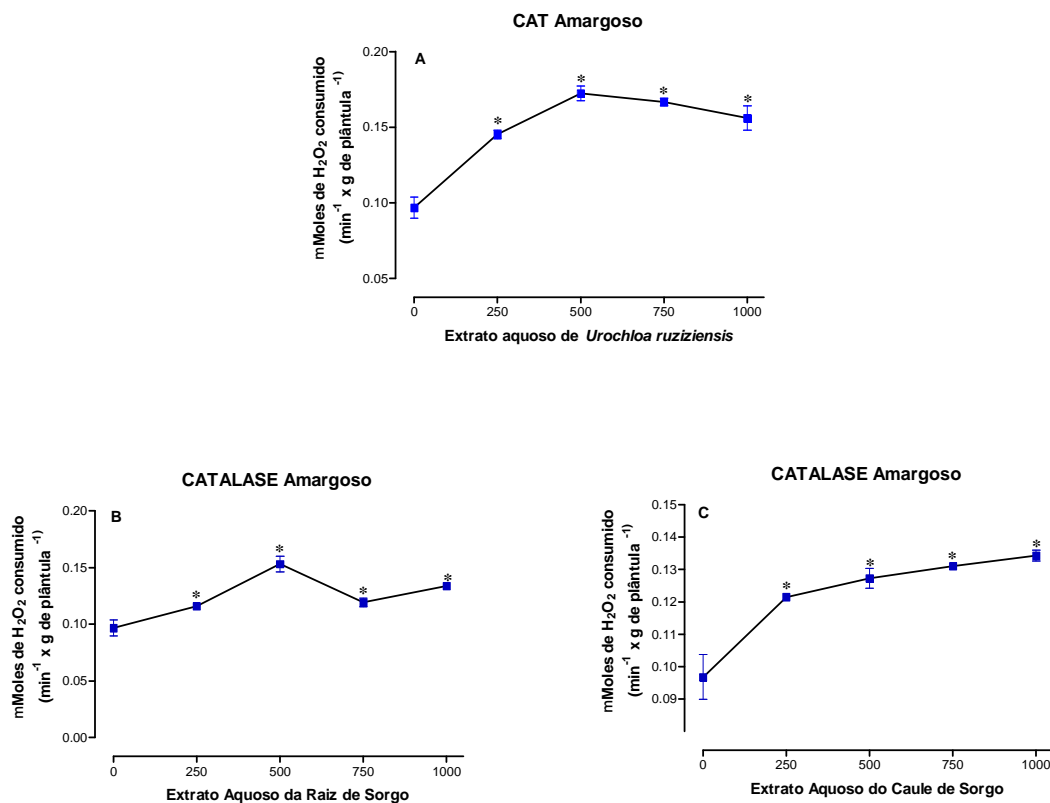 CAT Amargoso
A
0.20
0.15
0.10
0.05
mMoles de H₂O₂ consumido
(min⁻¹ x g de plântula ⁻¹)
* * * *
0 250 500 750 1000
Extrato aquoso de Urochloa ruziziensis
CATALASE Amargoso
B
0.20
0.15
0.10
0.05
0.00
mMoles de H₂O₂ consumido
(min⁻¹ x g de plântula ⁻¹)
* * * *
0 250 500 750 1000
Extrato Aquoso da Raiz de Sorgo
CATALASE Amargoso
C
0.15
0.14
0.13
0.12
0.11
0.10
0.09
mMoles de H₂O₂ consumido
(min⁻¹ x g de plântula ⁻¹)
* * * *
0 250 500 750 1000
Extrato Aquoso do Caule de Sorgo